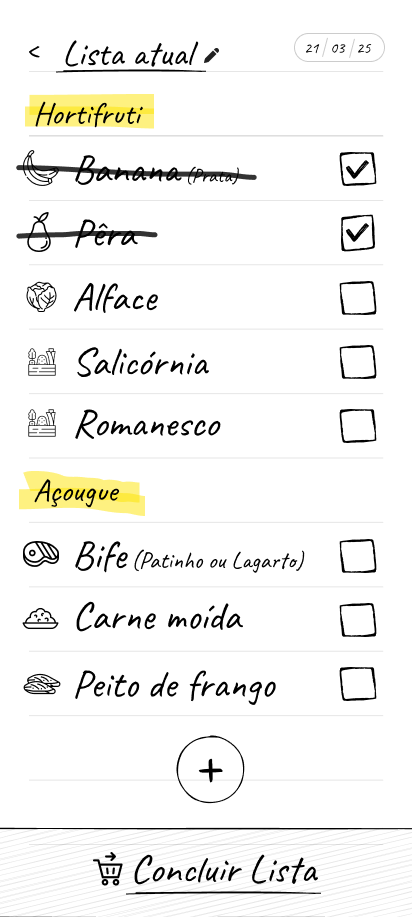 < Lista atual
21 / 03 / 25
Hortifruti
Banana (Prata)
Pêra
Alface
Salicórnia
Romanesco
Açougue
Bife (Patinho ou Lagarto)
Carne moída
Peito de frango
+
Concluir Lista